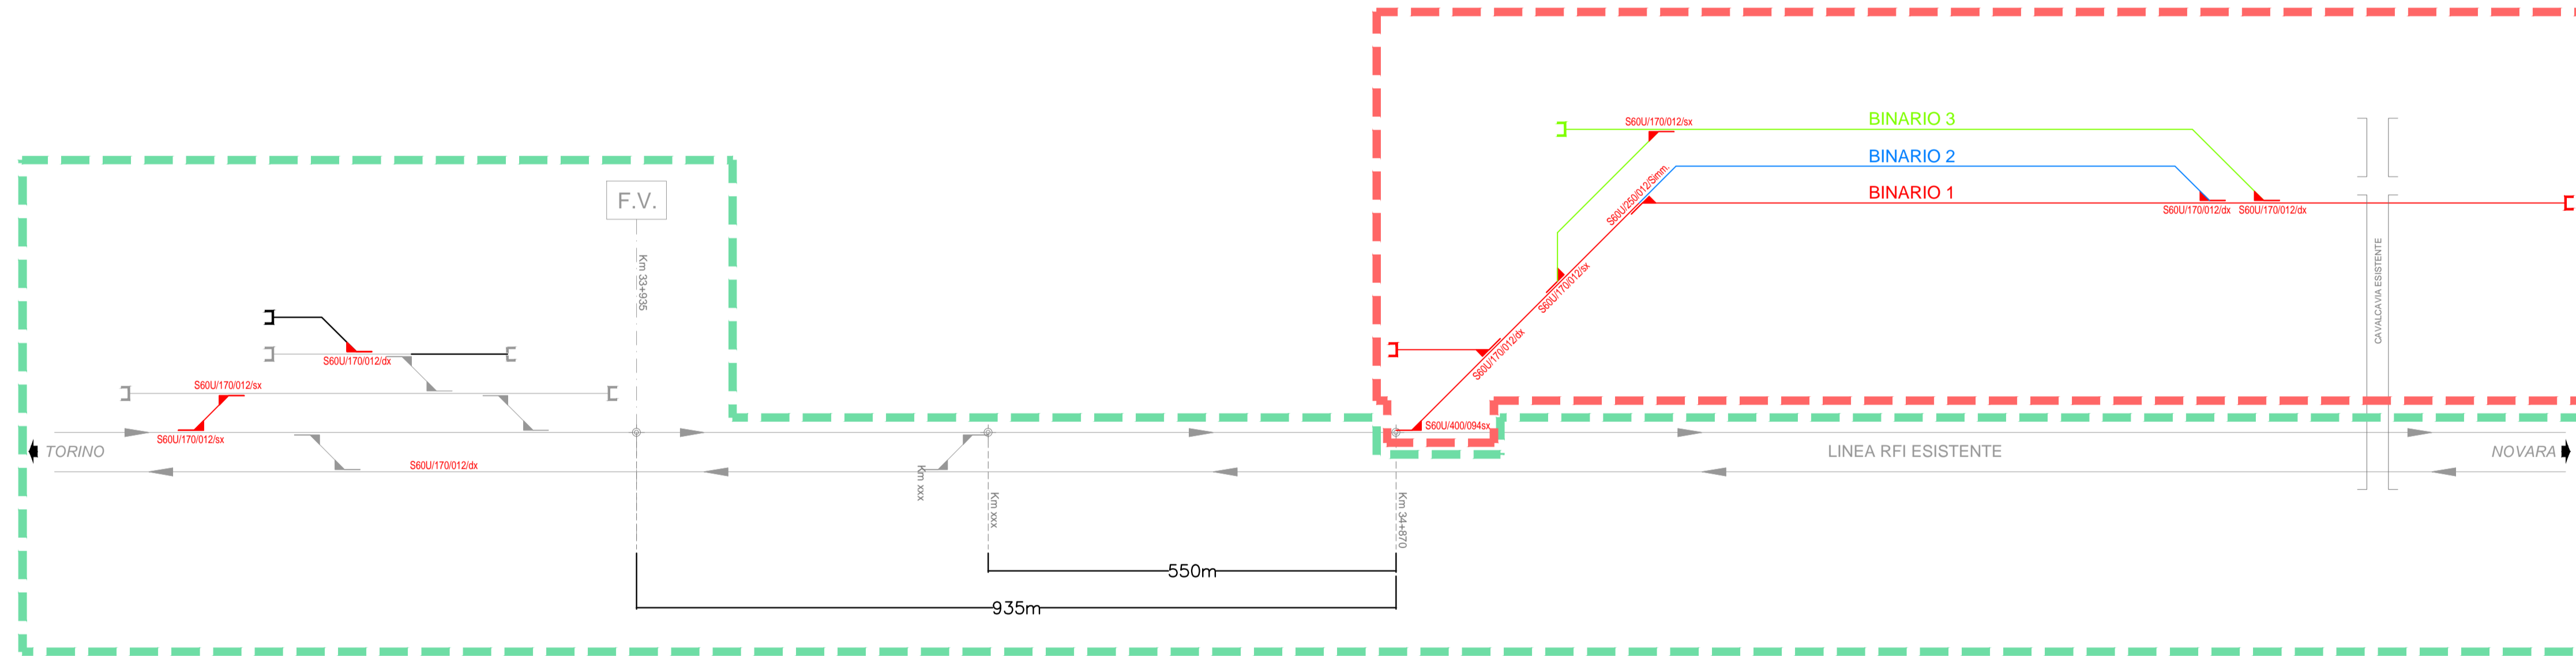 BINARIO 3
S60U/170/012/sx
BINARIO 2
S60U/250/012/Simm.
BINARIO 1
F.V.
S60U/170/012/dx
S60U/170/012/dx
Km 33+935
CAVALCAVIA ESISTENTE
S60U/170/012/sx
S60U/170/012/dx
S60U/170/012/dx
S60U/170/012/sx
S60U/400/094sx
S60U/170/012/sx
TORINO
LINEA RFI ESISTENTE
NOVARA
S60U/170/012/dx
Km xxx
Km xxx
Km 34+870
550m
935m